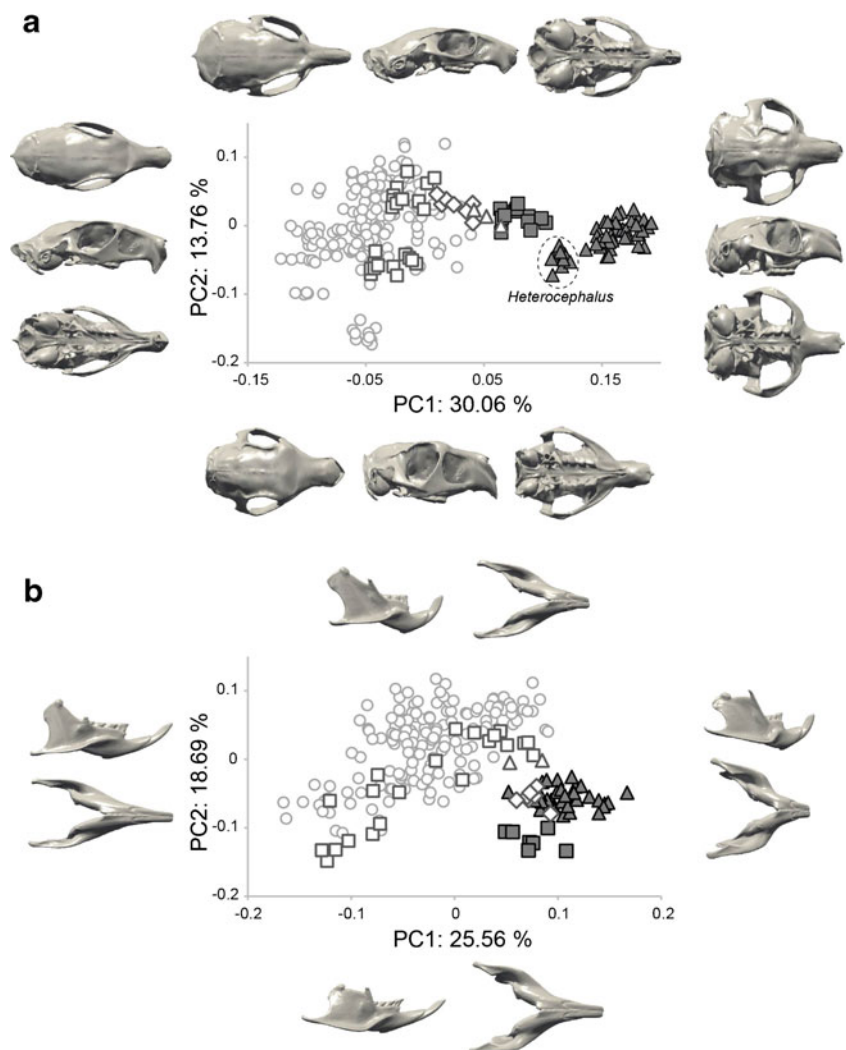 a
0.1
0
-0.1
-0.2
PC2: 13.76 %
Heterocephalus
-0.15
-0.05
0.05
0.15
PC1: 30.06 %
b
0.1
0
-0.1
-0.2
PC2: 18.69 %
-0.2
-0.1
0
0.1
0.2
PC1: 25.56 %